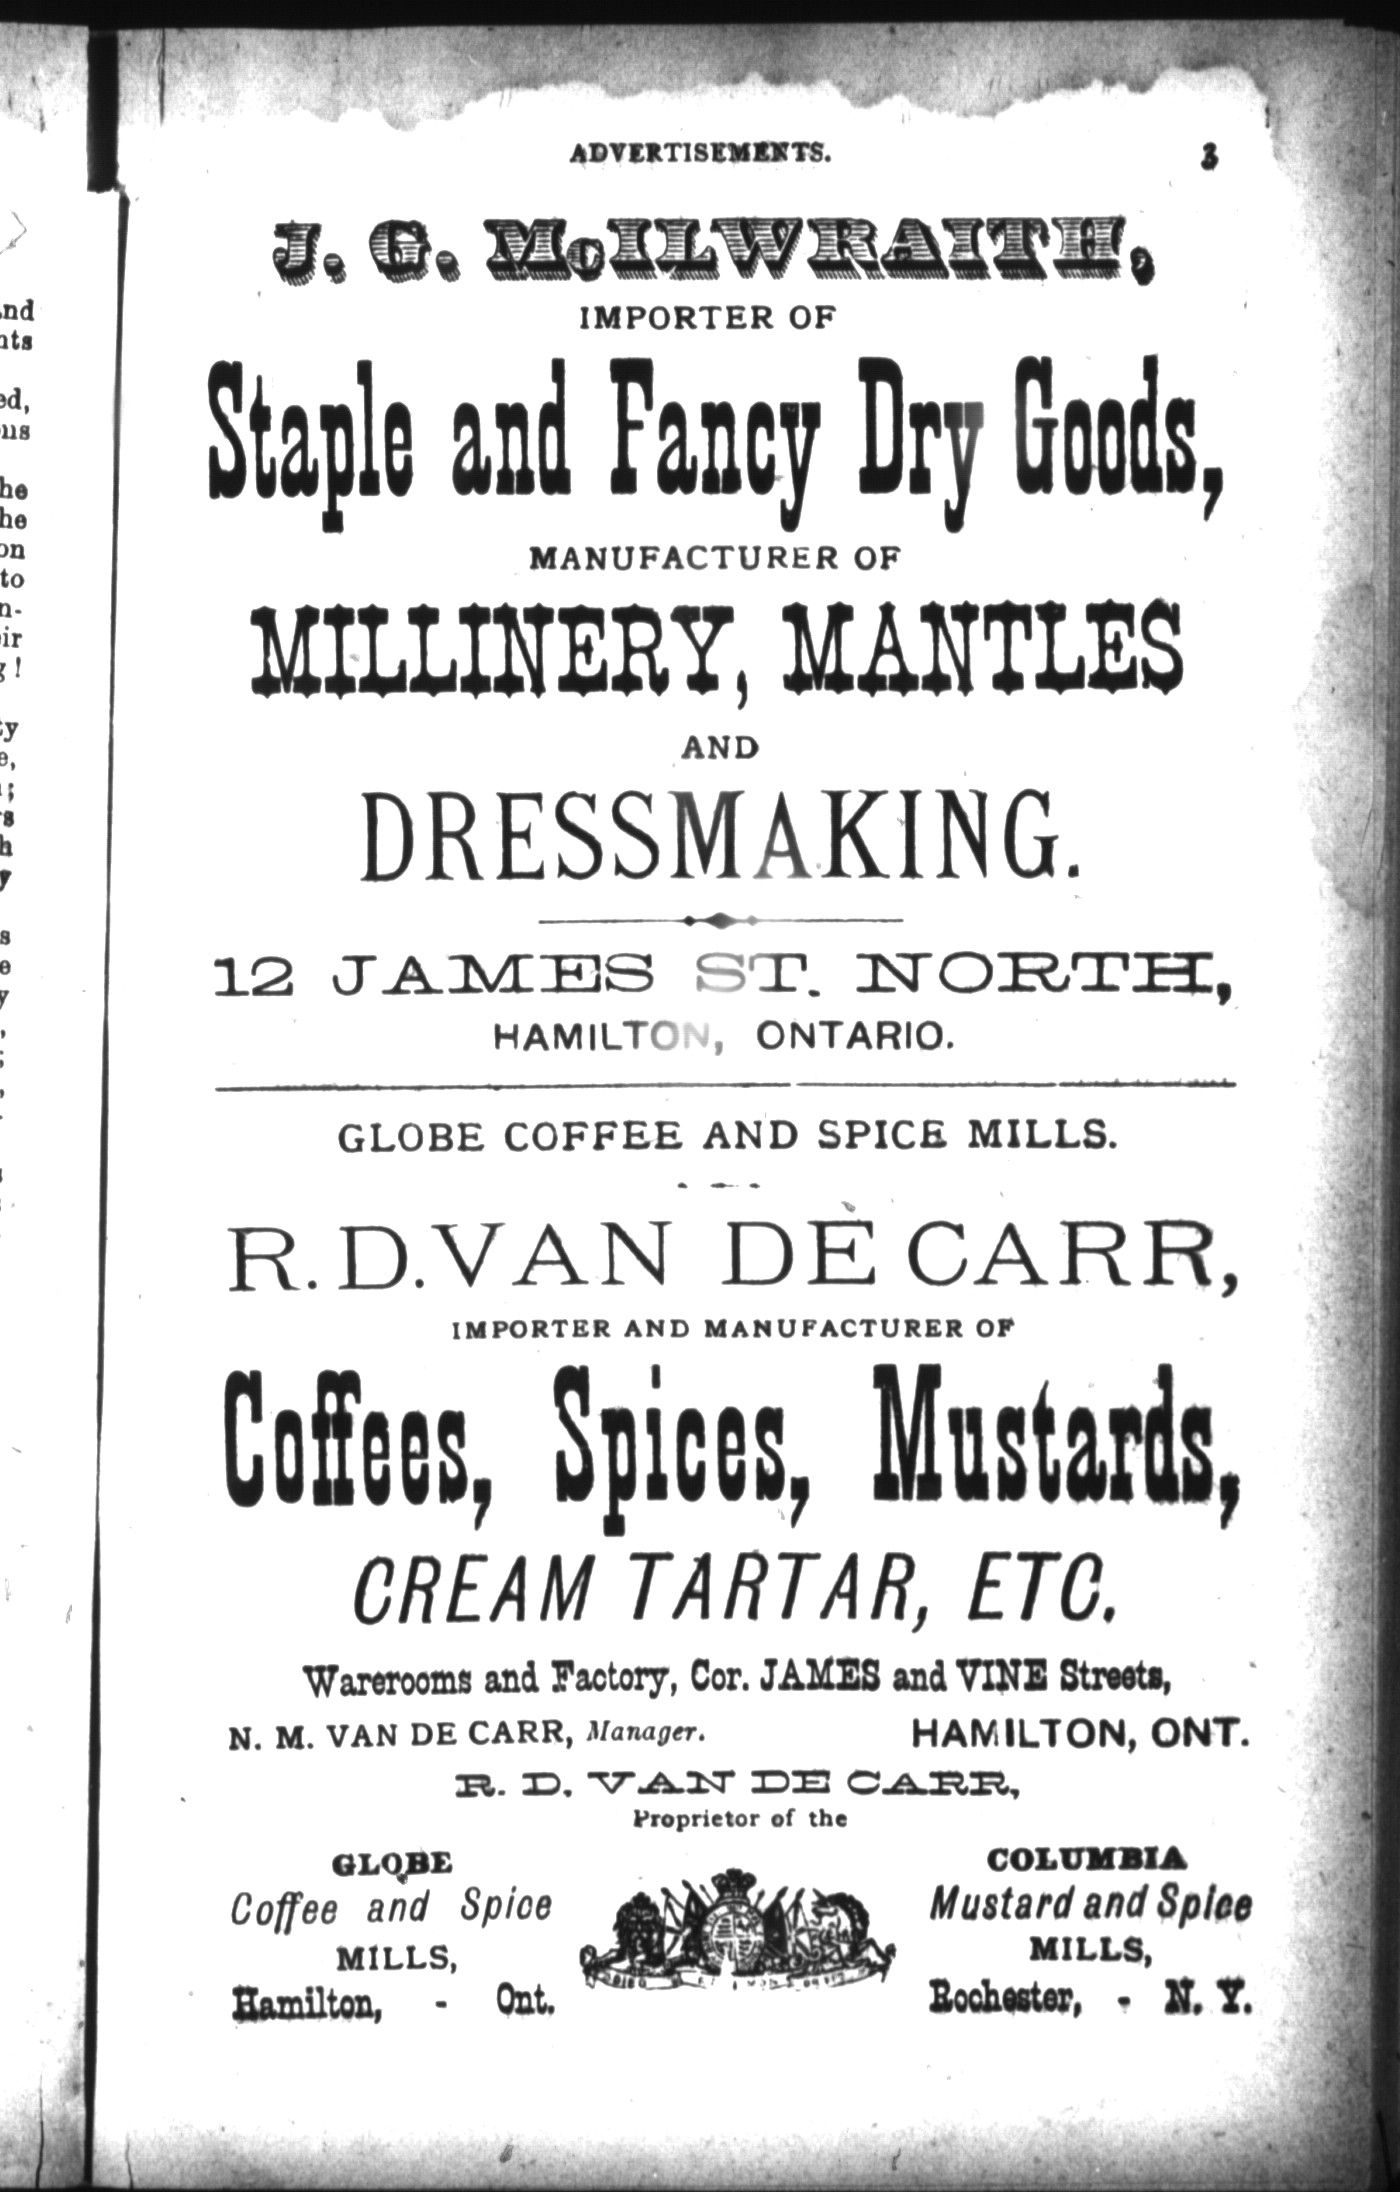 ADVERTISEMENTS. 3
J. G. McILWRAITH,
IMPORTER OF
Staple and Fancy Dry Goods,
MANUFACTURER OF
MILLINERY, MANTLES
AND
DRESSMAKING.
12 JAMES ST. NORTH,
HAMILTON, ONTARIO.
GLOBE COFFEE AND SPICE MILLS.
R. D. VAN DE CARR,
IMPORTER AND MANUFACTURER OF
Coffees, Spices, Mustards,
CREAM TARTAR, ETC.
Warerooms and Factory, Cor. JAMES and VINE Streets,
N. M. VAN DE CARR, Manager. HAMILTON, ONT.
R. D. VAN DE CARR,
Proprietor of the
GLOBE
Coffee and Spice
MILLS,
Hamilton, - Ont.
COLUMBIA
Mustard and Spice
MILLS,
Rochester, - N. Y.